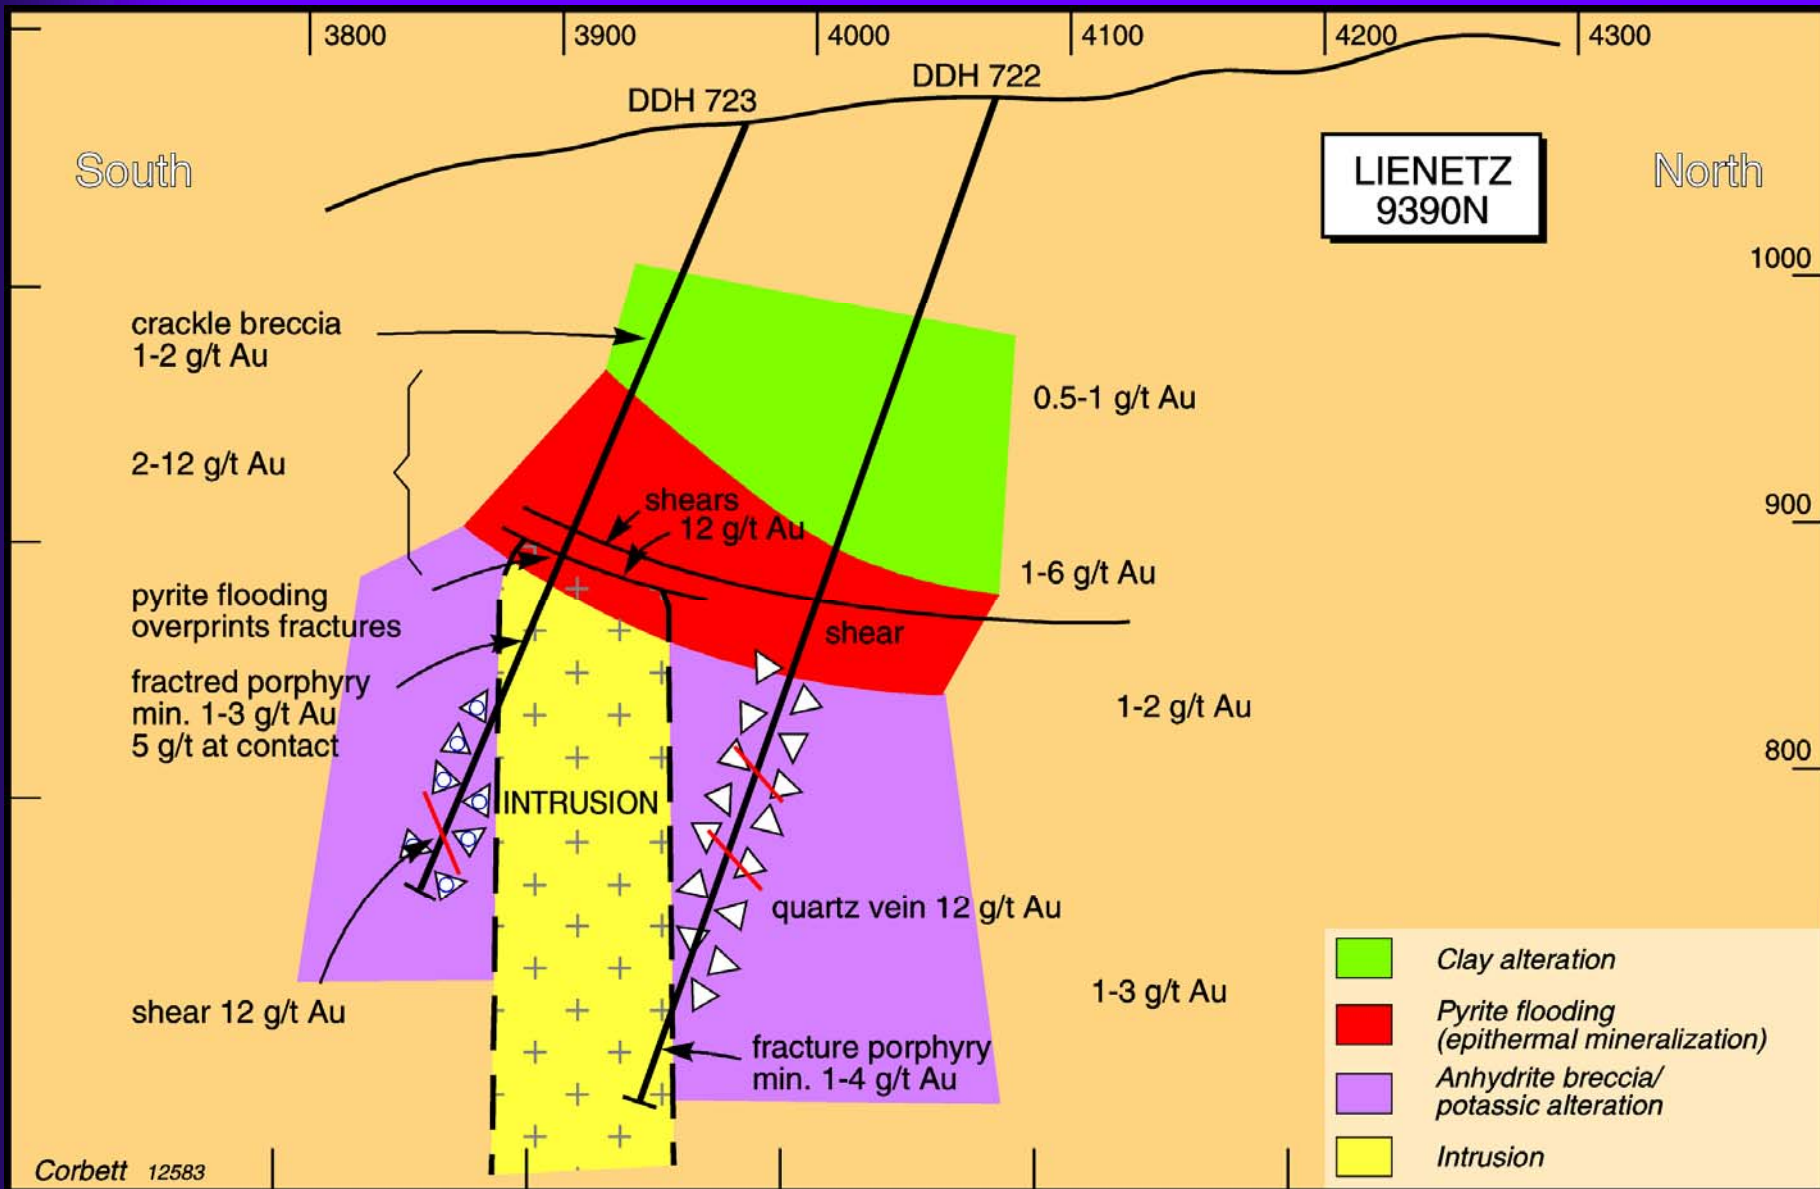 3800
3900
4000
4100
4200
4300
DDH 722
DDH 723
South
LIENETZ
9390N
North
1000
crackle breccia
1-2 g/t Au
0.5-1 g/t Au
2-12 g/t Au
shears
12 g/t Au
900
1-6 g/t Au
pyrite flooding
overprints fractures
shear
fractred porphyry
min. 1-3 g/t Au
5 g/t at contact
1-2 g/t Au
800
INTRUSION
quartz vein 12 g/t Au
shear 12 g/t Au
1-3 g/t Au
fracture porphyry
min. 1-4 g/t Au
Clay alteration
Pyrite flooding
(epithermal mineralization)
Anhydrite breccia/
potassic alteration
Intrusion
Corbett 12583